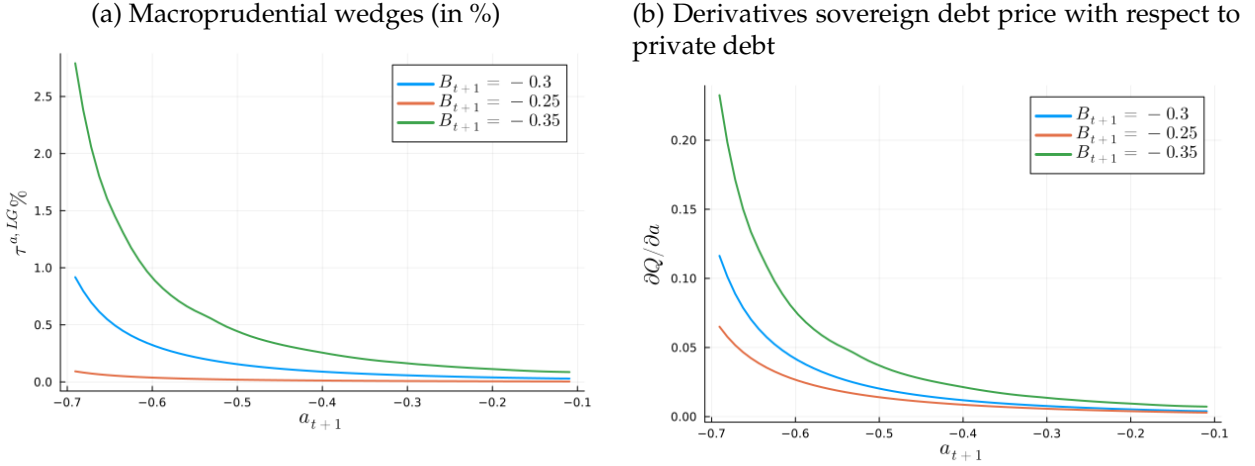 (a) Macroprudential wedges (in %)
2.5
2.0
1.5
1.0
0.5
0.0
τ^{a, LG}%
B_{t+1} = − 0.3
B_{t+1} = − 0.25
B_{t+1} = − 0.35
−0.7 −0.6 −0.5 −0.4 −0.3 −0.2 −0.1
a_{t+1}
(b) Derivatives sovereign debt price with respect to
private debt
0.20
0.15
0.10
0.05
0.00
∂Q/∂a
B_{t+1} = − 0.3
B_{t+1} = − 0.25
B_{t+1} = − 0.35
−0.7 −0.6 −0.5 −0.4 −0.3 −0.2 −0.1
a_{t+1}